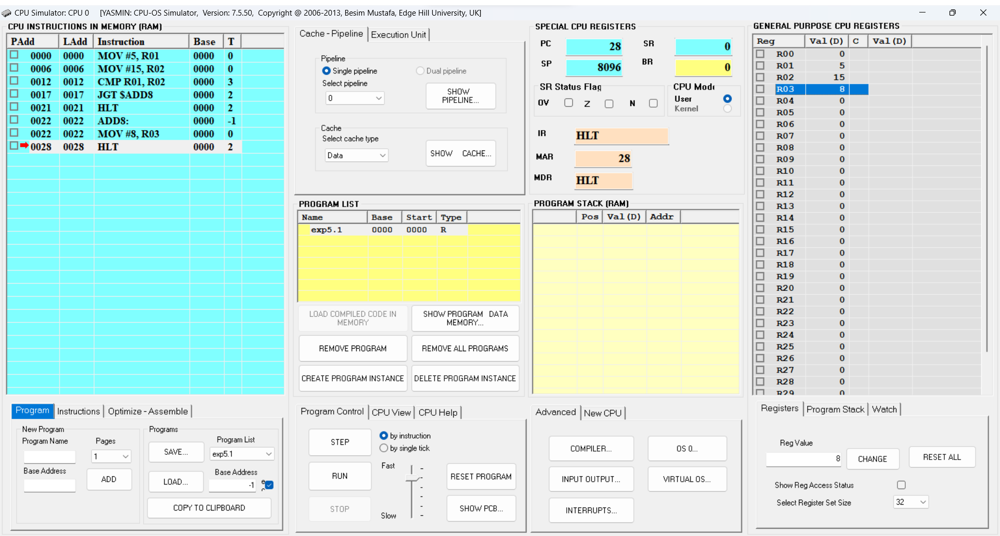 CPU Simulator: CPU 0 [YASMIN: CPU-OS Simulator, Version: 7.5.50, Copyright @ 2006-2013, Besim Mustafa, Edge Hill University, UK]
CPU INSTRUCTIONS IN MEMORY (RAM)
PAdd LAdd Instruction Base T
0000 0000 MOV #5, R01 0000 0
0006 0006 MOV #15, R02 0000 0
0012 0012 CMP R01, R02 0000 3
0017 0017 JGT $ADD8 0000 2
0021 0021 HLT 0000 2
0022 0022 ADD8: 0000 -1
0022 0022 MOV #8, R03 0000 0
0028 0028 HLT 0000 2
Program Instructions Optimize - Assemble
New Program
Program Name Pages
1
Base Address
ADD
Programs
Program List
SAVE... exp5.1
Base Address
LOAD... -1
COPY TO CLIPBOARD
Cache - Pipeline Execution Unit
Pipeline
Single pipeline Dual pipeline
Select pipeline
0
SHOW
PIPELINE...
Cache
Select cache type
Data
SHOW CACHE...
PROGRAM LIST
Name Base Start Type
exp5.1 0000 0000 R
LOAD COMPILED CODE IN
MEMORY
SHOW PROGRAM DATA
MEMORY...
REMOVE PROGRAM REMOVE ALL PROGRAMS
CREATE PROGRAM INSTANCE DELETE PROGRAM INSTANCE
Program Control CPU View CPU Help
STEP
by instruction
by single tick
RUN
Fast
RESET PROGRAM
STOP
Slow
SHOW PCB...
SPECIAL CPU REGISTERS
PC 28 SR 0
SP 8096 BR 0
SR Status Flag
OV Z N
CPU Mode
User
Kernel
IR HLT
MAR 28
MDR HLT
PROGRAM STACK (RAM)
Pos Val (D) Addr
Advanced New CPU
COMPILER... OS 0...
INPUT OUTPUT... VIRTUAL OS...
INTERRUPTS...
GENERAL PURPOSE CPU REGISTERS
Reg Val (D) C Val (D)
R00 0
R01 5
R02 15
R03 8
R04 0
R05 0
R06 0
R07 0
R08 0
R09 0
R10 0
R11 0
R12 0
R13 0
R14 0
R15 0
R16 0
R17 0
R18 0
R19 0
R20 0
R21 0
R22 0
R23 0
R24 0
R25 0
R26 0
R27 0
R28 0
R29 0
Registers Program Stack Watch
Reg Value
8 CHANGE RESET ALL
Show Reg Access Status
Select Register Set Size 32